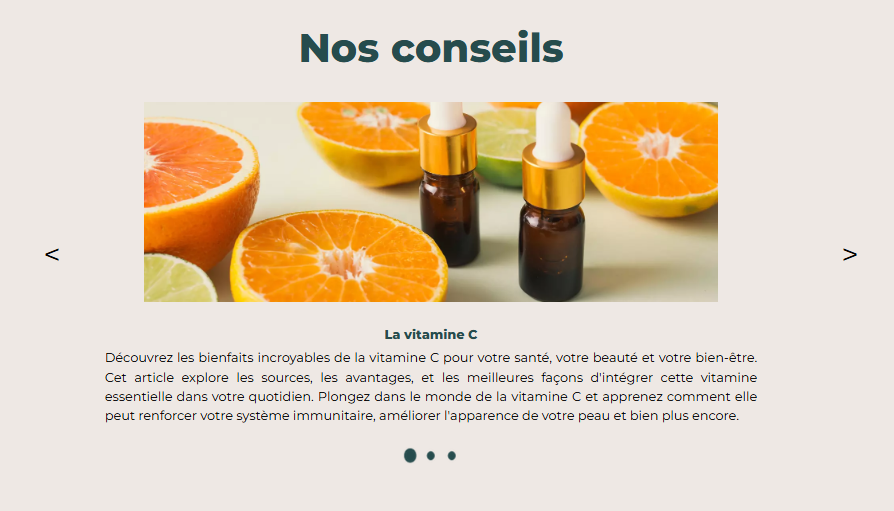 Nos conseils
<
>
La vitamine C
Découvrez les bienfaits incroyables de la vitamine C pour votre santé, votre beauté et votre bien-être.
Cet article explore les sources, les avantages, et les meilleures façons d'intégrer cette vitamine
essentielle dans votre quotidien. Plongez dans le monde de la vitamine C et apprenez comment elle
peut renforcer votre système immunitaire, améliorer l'apparence de votre peau et bien plus encore.